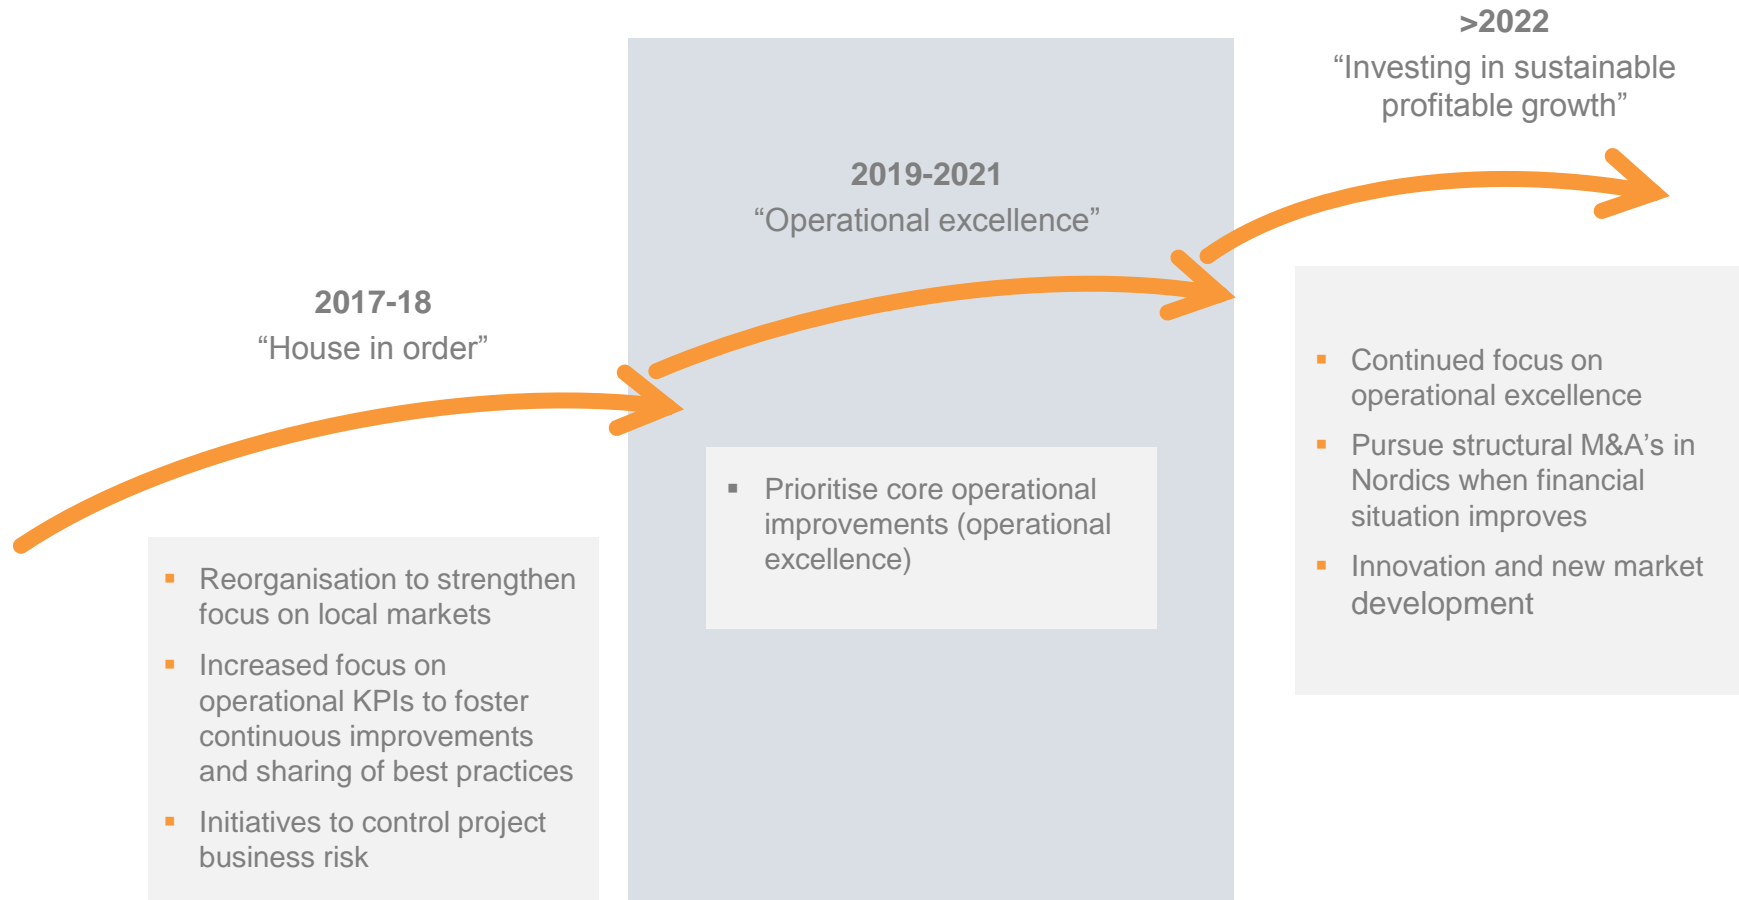 2017-18
“House in order”
▪ Reorganisation to strengthen
focus on local markets
▪ Increased focus on
operational KPIs to foster
continuous improvements
and sharing of best practices
▪ Initiatives to control project
business risk
2019-2021
“Operational excellence”
▪ Prioritise core operational
improvements (operational
excellence)
>2022
“Investing in sustainable
profitable growth”
▪ Continued focus on
operational excellence
▪ Pursue structural M&A’s in
Nordics when financial
situation improves
▪ Innovation and new market
development